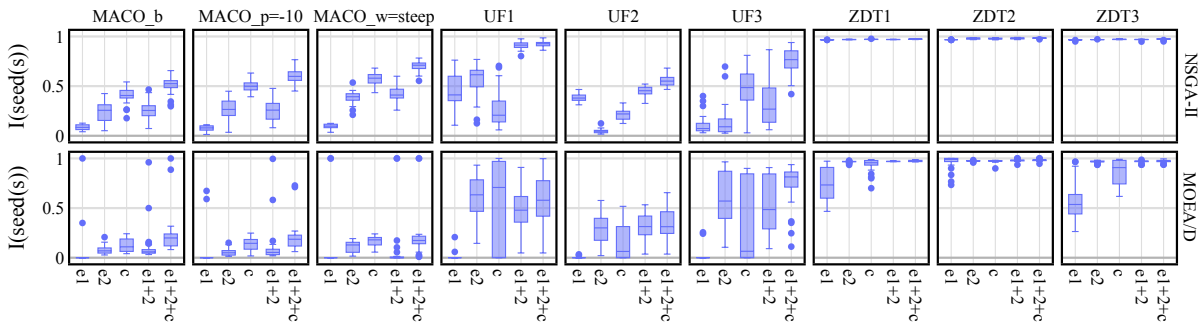 MACO_b MACO_p=-10 MACO_w=steep UF1 UF2 UF3 ZDT1 ZDT2 ZDT3
I(seed(s)) 1 0.5 0 NSGA-II
I(seed(s)) 1 0.5 0 MOEA/D
e1 e2 c e1+2 e1+2+c e1 e2 c e1+2 e1+2+c e1 e2 c e1+2 e1+2+c e1 e2 c e1+2 e1+2+c e1 e2 c e1+2 e1+2+c e1 e2 c e1+2 e1+2+c e1 e2 c e1+2 e1+2+c e1 e2 c e1+2 e1+2+c e1 e2 c e1+2 e1+2+c